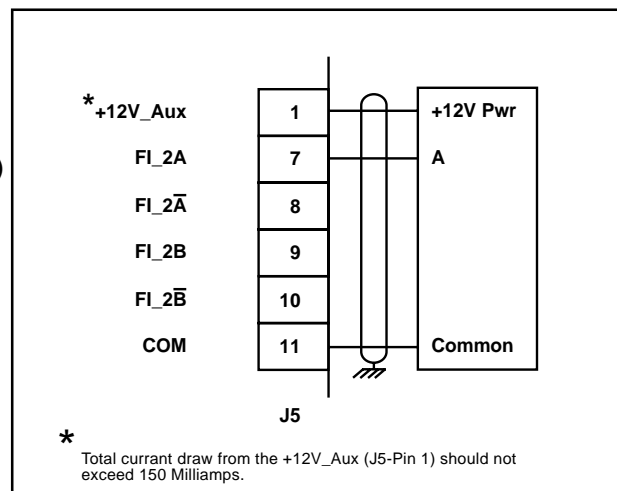 *+12V_Aux 1 +12V Pwr
FI_2A 7 A
FI_2A̅ 8
FI_2B 9
FI_2B̅ 10
COM 11 Common
J5
*
Total currant draw from the +12V_Aux (J5-Pin 1) should not
exceed 150 Milliamps.